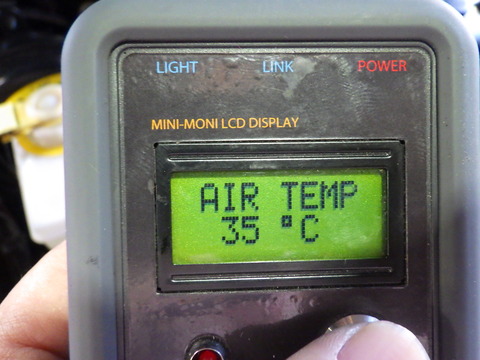 LIGHT LINK POWER
MINI-MONI LCD DISPLAY
AIR TEMP
35 °C